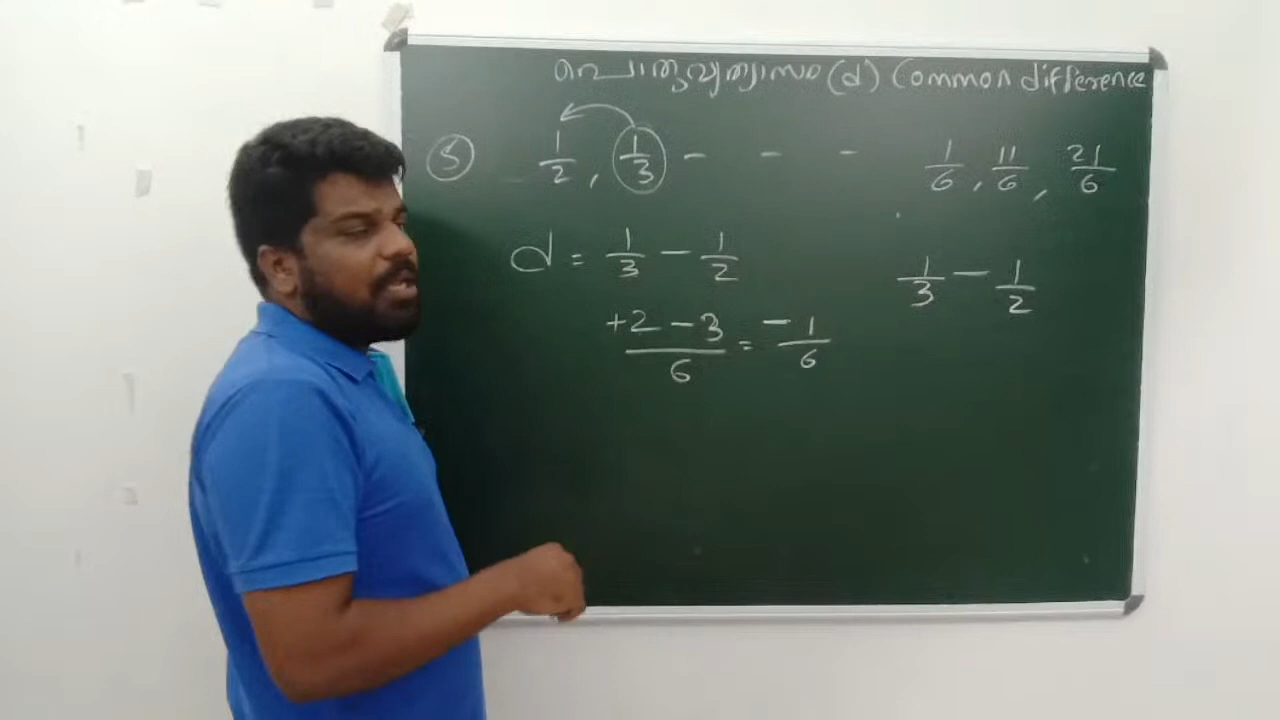 പൊതുവ്യത്യാസം (d) Common difference
5 1/2, 1/3 - - - 1/6, 11/6, 21/6
d = 1/3 - 1/2 1/3 - 1/2
+2 - 3/6 = -1/6